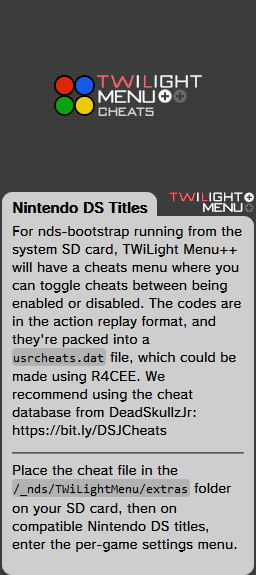 TWiLIGHT
MENU++
CHEATS
Nintendo DS Titles
TWiLIGHT
MENU++
For nds-bootstrap running from the
system SD card, TWiLight Menu++
will have a cheats menu where you
can toggle cheats between being
enabled or disabled. The codes are
in the action replay format, and
they're packed into a
usrcheats.dat file, which could be
made using R4CEE. We
recommend using the cheat
database from DeadSkullzJr:
https://bit.ly/DSJCheats
Place the cheat file in the
/_nds/TWiLightMenu/extras folder
on your SD card, then on
compatible Nintendo DS titles,
enter the per-game settings menu.